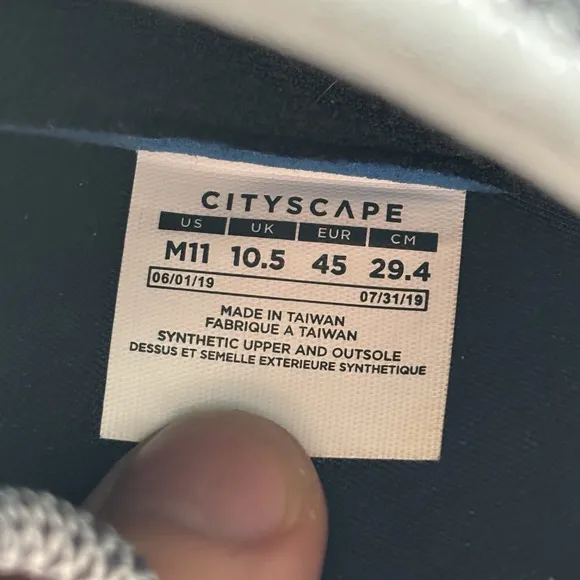 CITYSCAPE
US UK EUR CM
M11 10.5 45 29.4
06/01/19 07/31/19
MADE IN TAIWAN
FABRIQUE A TAIWAN
SYNTHETIC UPPER AND OUTSOLE
DESSUS ET SEMELLE EXTERIEURE SYNTHETIQUE